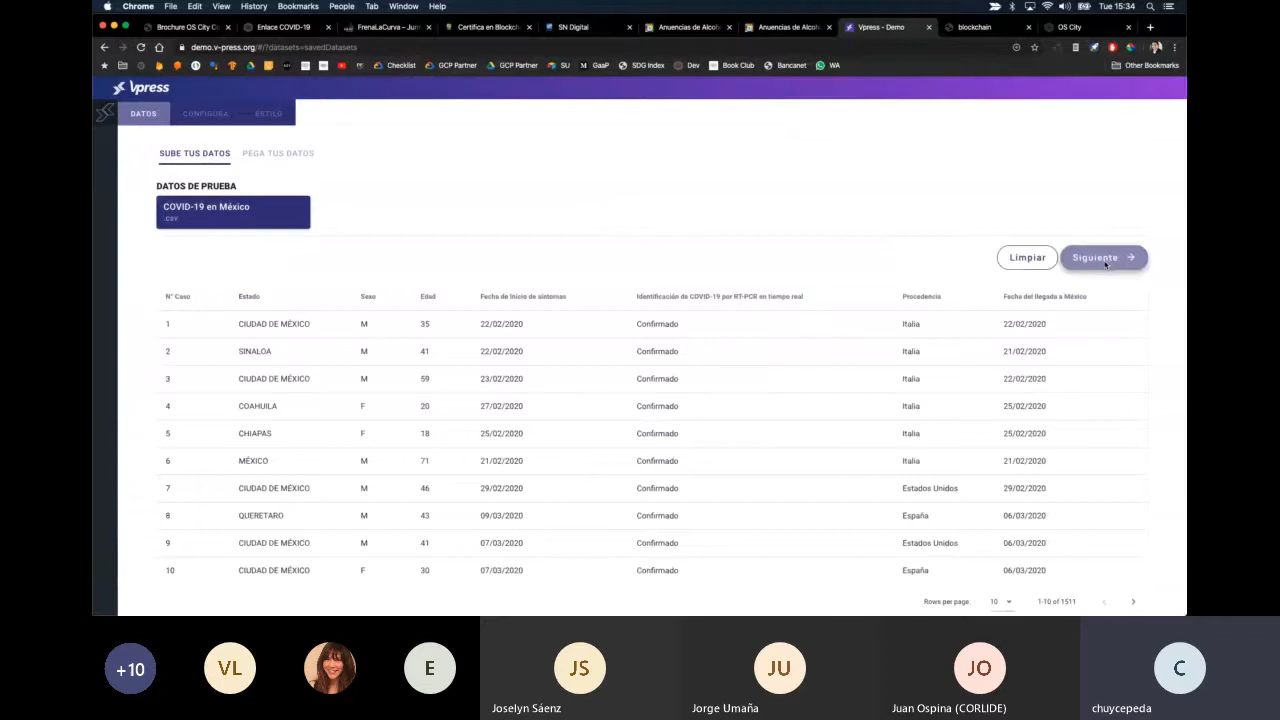 Chrome File Edit View History Bookmarks People Tab Window Help Tue 15:34
Brochure OS City C Enlace COVID-19 FrenaLaCurva – Jun Certifica en Blockch SN Digital Anuencias de Alcoh Anuencias de Alcoh Vpress - Demo blockchain OS City
demo.v-press.org/#/?datasets=savedDatasets
Checklist GCP Partner GCP Partner SU GaaP SDG Index Dev Book Club Bancanet WA Other Bookmarks
Vpress
DATOS CONFIGURA ESTILO
SUBE TUS DATOS PEGA TUS DATOS
DATOS DE PRUEBA
COVID-19 en México
.csv
Limpiar Siguiente
N° Caso Estado Sexo Edad Fecha de Inicio de síntomas Identificación de COVID-19 por RT-PCR en tiempo real Procedencia Fecha del llegada a México
1 CIUDAD DE MÉXICO M 35 22/02/2020 Confirmado Italia 22/02/2020
2 SINALOA M 41 22/02/2020 Confirmado Italia 21/02/2020
3 CIUDAD DE MÉXICO M 59 23/02/2020 Confirmado Italia 22/02/2020
4 COAHUILA F 20 27/02/2020 Confirmado Italia 25/02/2020
5 CHIAPAS F 18 25/02/2020 Confirmado Italia 25/02/2020
6 MÉXICO M 71 21/02/2020 Confirmado Italia 21/02/2020
7 CIUDAD DE MÉXICO M 46 29/02/2020 Confirmado Estados Unidos 29/02/2020
8 QUERETARO M 43 09/03/2020 Confirmado España 06/03/2020
9 CIUDAD DE MÉXICO M 41 07/03/2020 Confirmado Estados Unidos 06/03/2020
10 CIUDAD DE MÉXICO F 30 07/03/2020 Confirmado España 06/03/2020
Rows per page: 10 1-10 of 1511
+10 VL E JS JU JO C
Joselyn Sáenz Jorge Umaña Juan Ospina (CORLIDE) chuycepeda